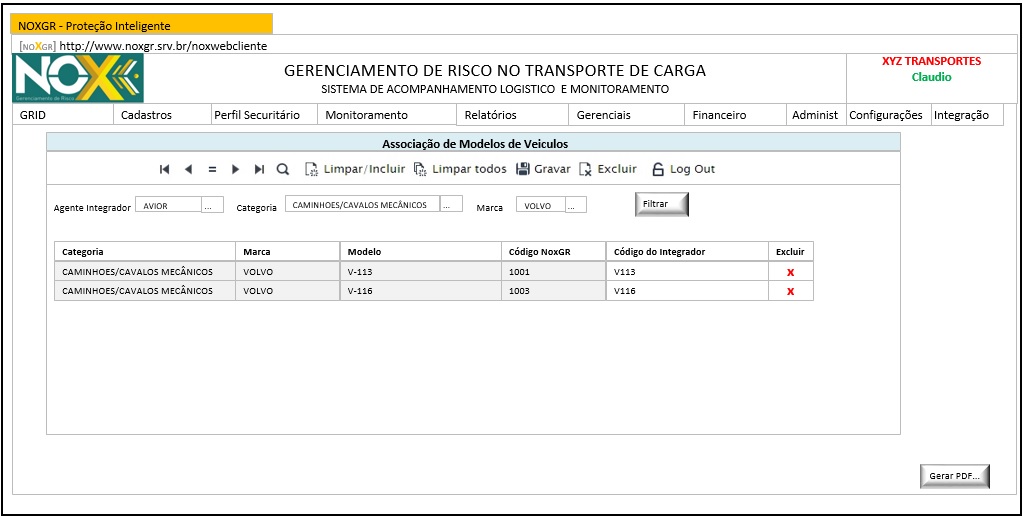 NOXGR - Proteção Inteligente
[NOXGR] http://www.noxgr.srv.br/noxwebcliente
NOX
Gerenciamento de Risco
GERENCIAMENTO DE RISCO NO TRANSPORTE DE CARGA
SISTEMA DE ACOMPANHAMENTO LOGISTICO E MONITORAMENTO
XYZ TRANSPORTES
Claudio
GRID Cadastros Perfil Securitário Monitoramento Relatórios Gerenciais Financeiro Administ Configurações Integração
Associação de Modelos de Veiculos
= Limpar/Incluir Limpar todos Gravar Excluir Log Out
Agente Integrador AVIOR ... Categoria CAMINHOES/CAVALOS MECÂNICOS ... Marca VOLVO ... Filtrar
Categoria Marca Modelo Código NoxGR Código do Integrador Excluir
CAMINHOES/CAVALOS MECÂNICOS VOLVO V-113 1001 V113 X
CAMINHOES/CAVALOS MECÂNICOS VOLVO V-116 1003 V116 X
Gerar PDF...